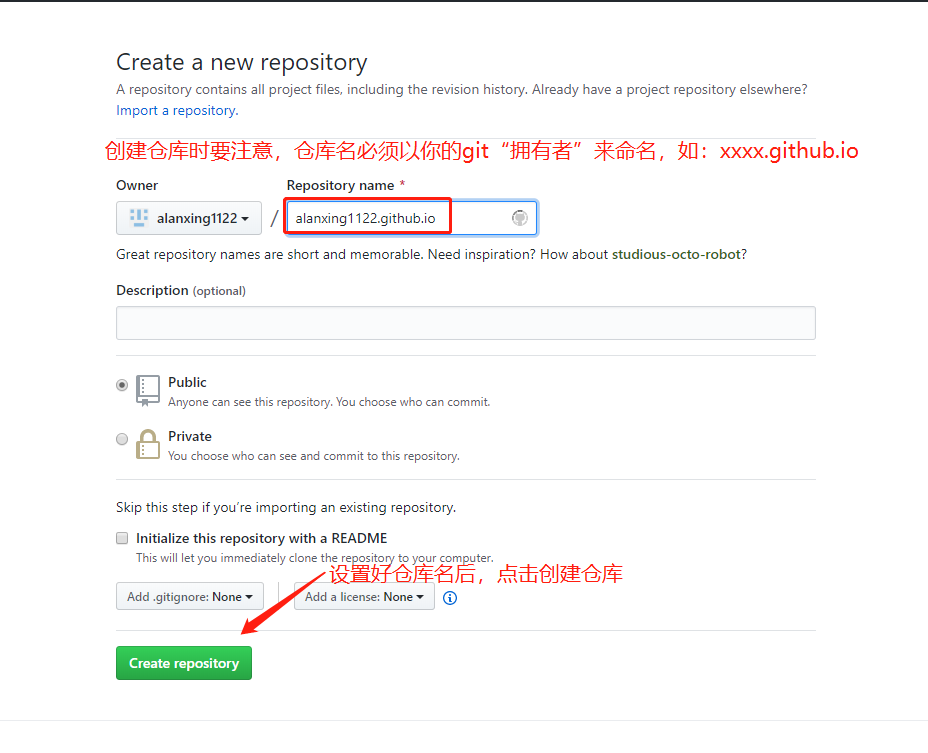 Create a new repository
A repository contains all project files, including the revision history. Already have a project repository elsewhere?
Import a repository.
创建仓库时要注意，仓库名必须以你的git“拥有者”来命名，如：xxxx.github.io
Owner
Repository name *
alanxing1122 / alanxing1122.github.io
Great repository names are short and memorable. Need inspiration? How about studious-octo-robot?
Description (optional)
Public
Anyone can see this repository. You choose who can commit.
Private
You choose who can see and commit to this repository.
Skip this step if you’re importing an existing repository.
Initialize this repository with a README
This will let you immediately clone the repository to your computer.
设置好仓库名后，点击创建仓库
Add .gitignore: None
Add a license: None
Create repository